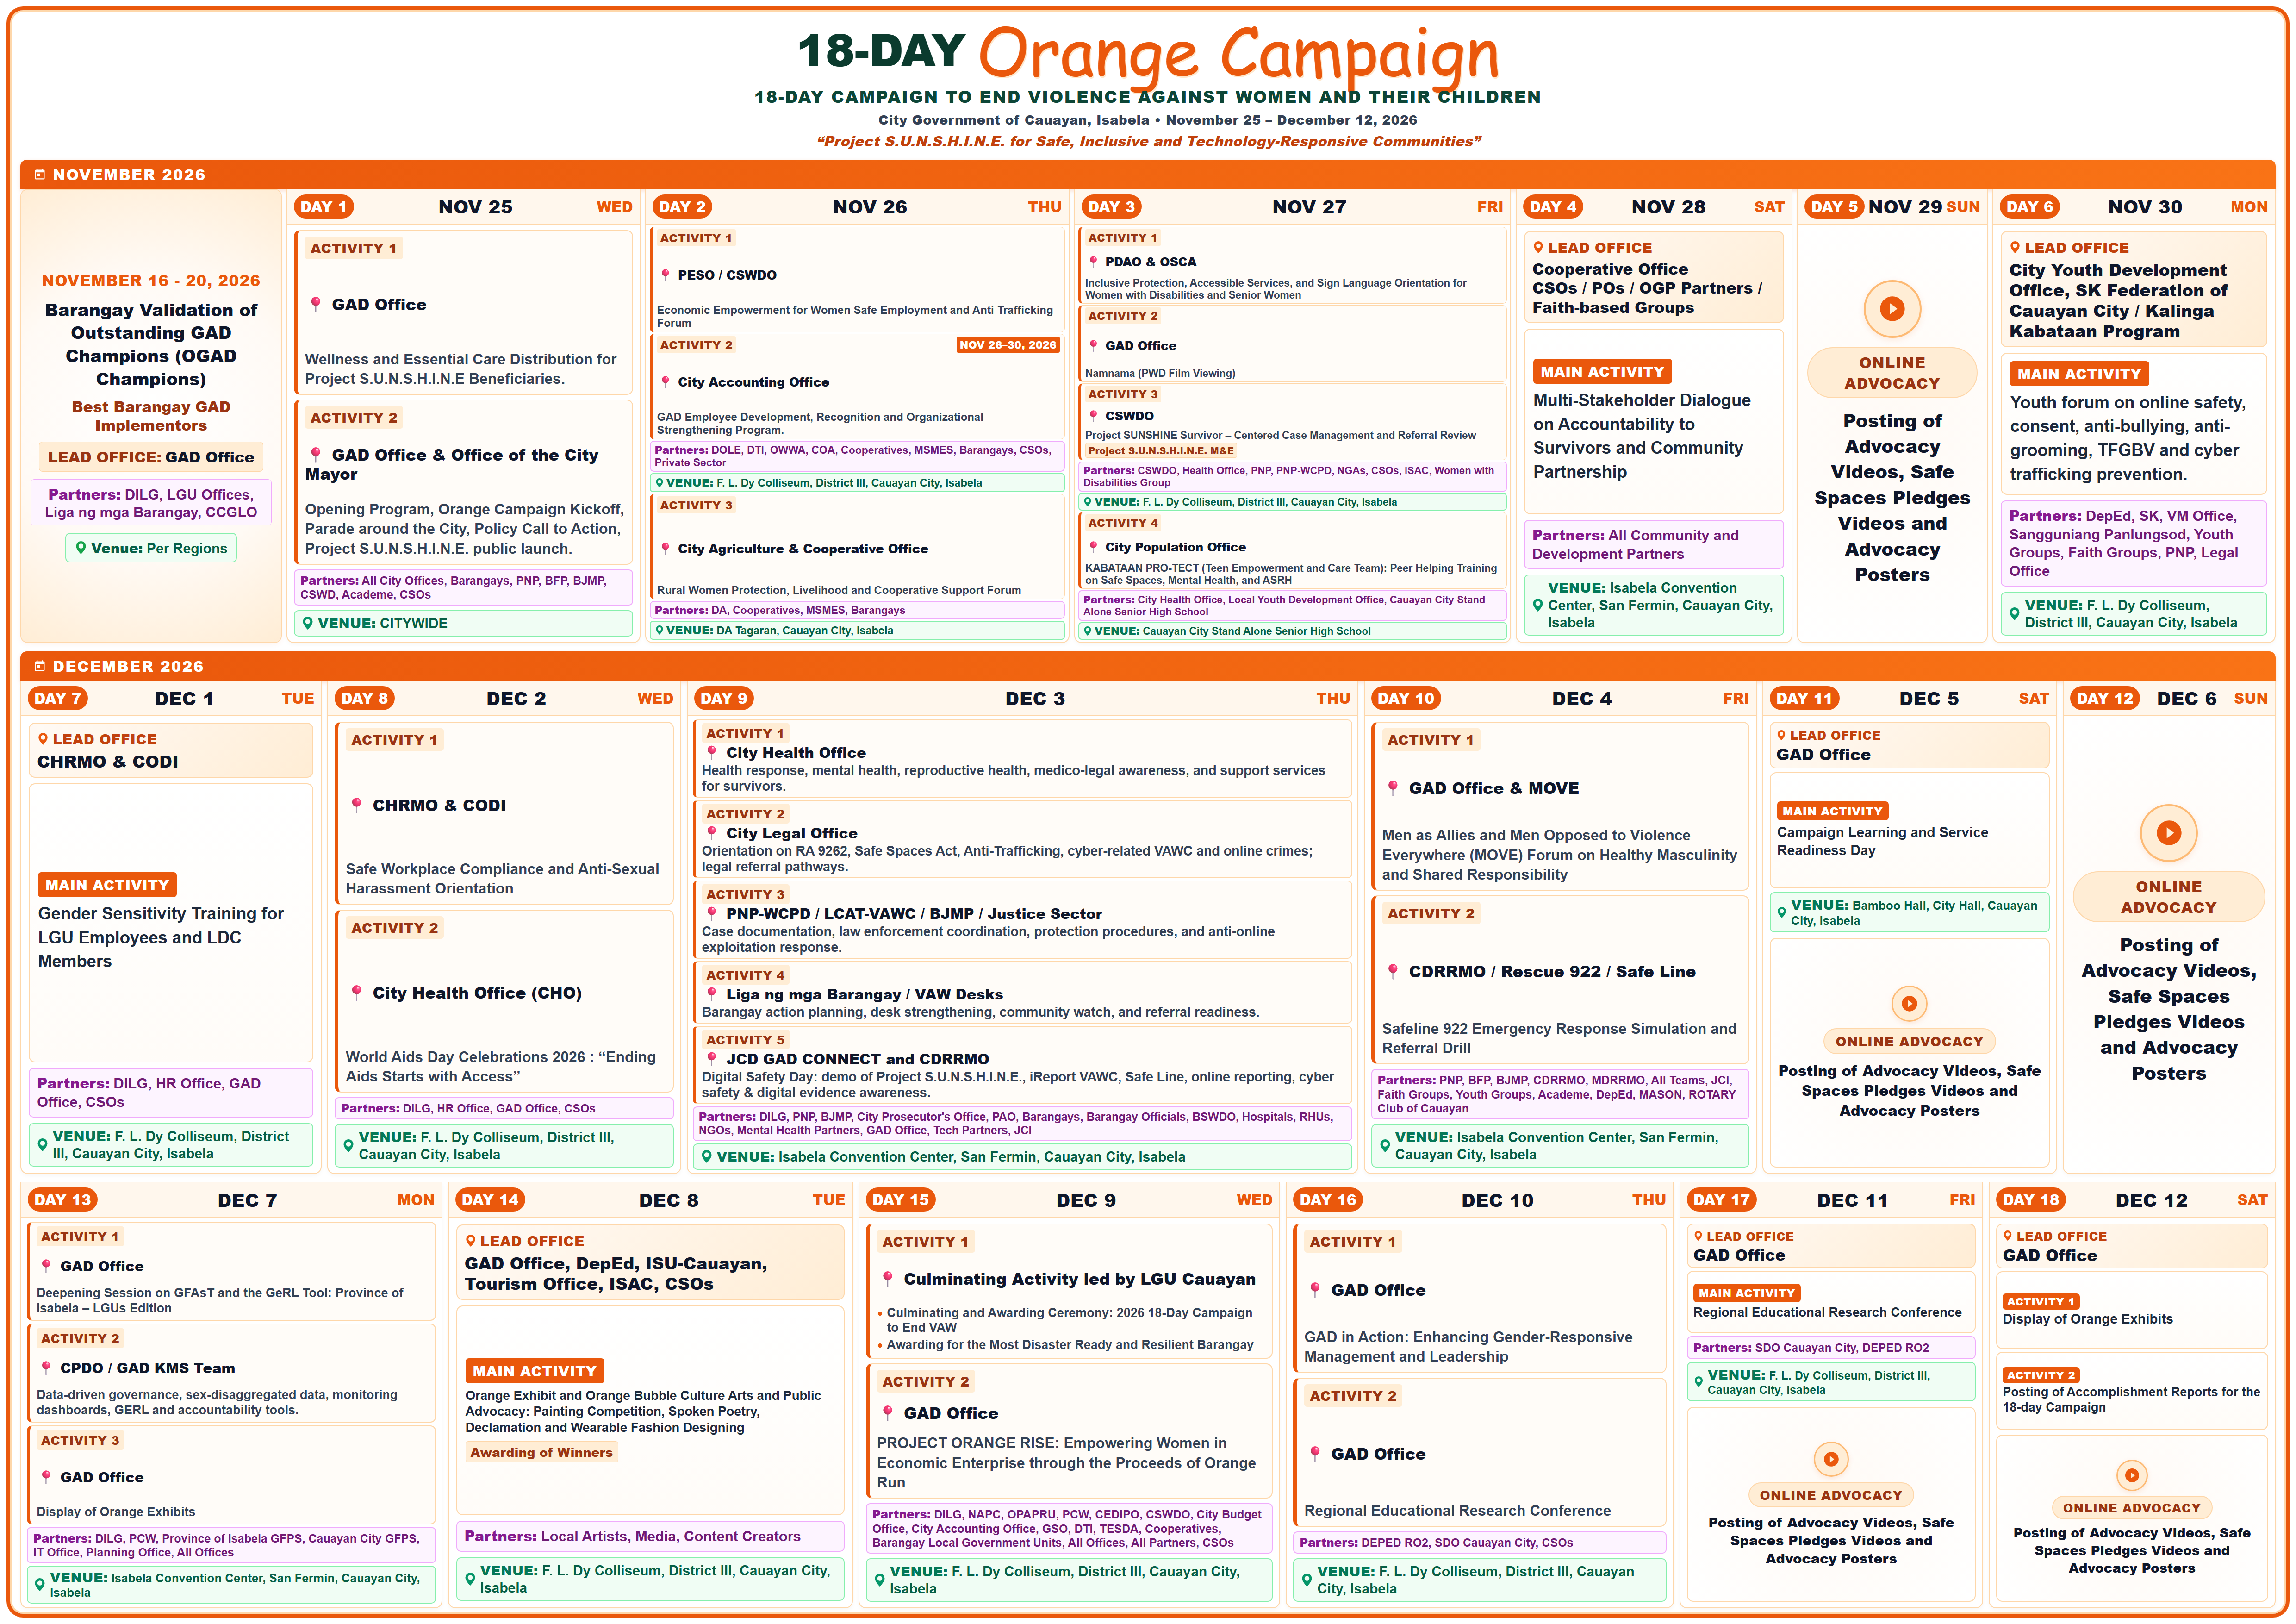 18-DAY Orange Campaign
18-DAY CAMPAIGN TO END VIOLENCE AGAINST WOMEN AND THEIR CHILDREN
City Government of Cauayan, Isabela • November 25 – December 12, 2026
“Project S.U.N.S.H.I.N.E. for Safe, Inclusive and Technology-Responsive Communities”
NOVEMBER 2026
NOVEMBER 16 - 20, 2026
Barangay Validation of
Outstanding GAD
Champions (OGAD
Champions)
Best Barangay GAD
Implementors
LEAD OFFICE: GAD Office
Partners: DILG, LGU Offices,
Liga ng mga Barangay, CCGLO
Venue: Per Regions
DAY 1 NOV 25 WED
ACTIVITY 1
GAD Office
Wellness and Essential Care Distribution for
Project S.U.N.S.H.I.N.E Beneficiaries.
ACTIVITY 2
GAD Office & Office of the City
Mayor
Opening Program, Orange Campaign Kickoff,
Parade around the City, Policy Call to Action,
Project S.U.N.S.H.I.N.E. public launch.
Partners: All City Offices, Barangays, PNP, BFP, BJMP,
CSWD, Academe, CSOs
VENUE: CITYWIDE
DAY 2 NOV 26 THU
ACTIVITY 1
PESO / CSWDO
Economic Empowerment for Women Safe Employment and Anti Trafficking
Forum
ACTIVITY 2 NOV 26–30, 2026
City Accounting Office
GAD Employee Development, Recognition and Organizational
Strengthening Program.
Partners: DOLE, DTI, OWWA, COA, Cooperatives, MSMES, Barangays, CSOs,
Private Sector
VENUE: F. L. Dy Colliseum, District III, Cauayan City, Isabela
ACTIVITY 3
City Agriculture & Cooperative Office
Rural Women Protection, Livelihood and Cooperative Support Forum
Partners: DA, Cooperatives, MSMES, Barangays
VENUE: DA Tagaran, Cauayan City, Isabela
DAY 3 NOV 27 FRI
ACTIVITY 1
PDAO & OSCA
Inclusive Protection, Accessible Services, and Sign Language Orientation for
Women with Disabilities and Senior Women
ACTIVITY 2
GAD Office
Namnama (PWD Film Viewing)
ACTIVITY 3
CSWDO
Project SUNSHINE Survivor – Centered Case Management and Referral Review
Project S.U.N.S.H.I.N.E. M&E
Partners: CSWDO, Health Office, PNP, PNP-WCPD, NGAs, CSOs, ISAC, Women with
Disabilities Group
VENUE: F. L. Dy Colliseum, District III, Cauayan City, Isabela
ACTIVITY 4
City Population Office
KABATAAN PRO-TECT (Teen Empowerment and Care Team): Peer Helping Training
on Safe Spaces, Mental Health, and ASRH
Partners: City Health Office, Local Youth Development Office, Cauayan City Stand
Alone Senior High School
VENUE: Cauayan City Stand Alone Senior High School
DAY 4 NOV 28 SAT
LEAD OFFICE
Cooperative Office
CSOs / POs / OGP Partners /
Faith-based Groups
MAIN ACTIVITY
Multi-Stakeholder Dialogue
on Accountability to
Survivors and Community
Partnership
Partners: All Community and
Development Partners
VENUE: Isabela Convention
Center, San Fermin, Cauayan City,
Isabela
DAY 5 NOV 29 SUN
ONLINE
ADVOCACY
Posting of
Advocacy
Videos, Safe
Spaces Pledges
Videos and
Advocacy
Posters
DAY 6 NOV 30 MON
LEAD OFFICE
City Youth Development
Office, SK Federation of
Cauayan City / Kalinga
Kabataan Program
MAIN ACTIVITY
Youth forum on online safety,
consent, anti-bullying, anti-
grooming, TFGBV and cyber
trafficking prevention.
Partners: DepEd, SK, VM Office,
Sangguniang Panlungsod, Youth
Groups, Faith Groups, PNP, Legal
Office
VENUE: F. L. Dy Colliseum,
District III, Cauayan City, Isabela
DECEMBER 2026
DAY 7 DEC 1 TUE
LEAD OFFICE
CHRMO & CODI
MAIN ACTIVITY
Gender Sensitivity Training for
LGU Employees and LDC
Members
Partners: DILG, HR Office, GAD
Office, CSOs
VENUE: F. L. Dy Colliseum, District
III, Cauayan City, Isabela
DAY 8 DEC 2 WED
ACTIVITY 1
CHRMO & CODI
Safe Workplace Compliance and Anti-Sexual
Harassment Orientation
ACTIVITY 2
City Health Office (CHO)
World Aids Day Celebrations 2026 : “Ending
Aids Starts with Access”
Partners: DILG, HR Office, GAD Office, CSOs
VENUE: F. L. Dy Colliseum, District III,
Cauayan City, Isabela
DAY 9 DEC 3 THU
ACTIVITY 1
City Health Office
Health response, mental health, reproductive health, medico-legal awareness, and support services
for survivors.
ACTIVITY 2
City Legal Office
Orientation on RA 9262, Safe Spaces Act, Anti-Trafficking, cyber-related VAWC and online crimes;
legal referral pathways.
ACTIVITY 3
PNP-WCPD / LCAT-VAWC / BJMP / Justice Sector
Case documentation, law enforcement coordination, protection procedures, and anti-online
exploitation response.
ACTIVITY 4
Liga ng mga Barangay / VAW Desks
Barangay action planning, desk strengthening, community watch, and referral readiness.
ACTIVITY 5
JCD GAD CONNECT and CDRRMO
Digital Safety Day: demo of Project S.U.N.S.H.I.N.E., iReport VAWC, Safe Line, online reporting, cyber
safety & digital evidence awareness.
Partners: DILG, PNP, BJMP, City Prosecutor's Office, PAO, Barangays, Barangay Officials, BSWDO, Hospitals, RHUs,
NGOs, Mental Health Partners, GAD Office, Tech Partners, JCI
VENUE: Isabela Convention Center, San Fermin, Cauayan City, Isabela
DAY 10 DEC 4 FRI
ACTIVITY 1
GAD Office & MOVE
Men as Allies and Men Opposed to Violence
Everywhere (MOVE) Forum on Healthy Masculinity
and Shared Responsibility
ACTIVITY 2
CDRRMO / Rescue 922 / Safe Line
Safeline 922 Emergency Response Simulation and
Referral Drill
Partners: PNP, BFP, BJMP, CDRRMO, MDRRMO, All Teams, JCI,
Faith Groups, Youth Groups, Academe, DepEd, MASON, ROTARY
Club of Cauayan
VENUE: Isabela Convention Center, San Fermin,
Cauayan City, Isabela
DAY 11 DEC 5 SAT
LEAD OFFICE
GAD Office
MAIN ACTIVITY
Campaign Learning and Service
Readiness Day
VENUE: Bamboo Hall, City Hall, Cauayan
City, Isabela
ONLINE ADVOCACY
Posting of Advocacy Videos, Safe
Spaces Pledges Videos and
Advocacy Posters
DAY 12 DEC 6 SUN
ONLINE
ADVOCACY
Posting of
Advocacy Videos,
Safe Spaces
Pledges Videos
and Advocacy
Posters
DAY 13 DEC 7 MON
ACTIVITY 1
GAD Office
Deepening Session on GFAsT and the GeRL Tool: Province of
Isabela – LGUs Edition
ACTIVITY 2
CPDO / GAD KMS Team
Data-driven governance, sex-disaggregated data, monitoring
dashboards, GERL and accountability tools.
ACTIVITY 3
GAD Office
Display of Orange Exhibits
Partners: DILG, PCW, Province of Isabela GFPS, Cauayan City GFPS,
IT Office, Planning Office, All Offices
VENUE: Isabela Convention Center, San Fermin, Cauayan City,
Isabela
DAY 14 DEC 8 TUE
LEAD OFFICE
GAD Office, DepEd, ISU-Cauayan,
Tourism Office, ISAC, CSOs
MAIN ACTIVITY
Orange Exhibit and Orange Bubble Culture Arts and Public
Advocacy: Painting Competition, Spoken Poetry,
Declamation and Wearable Fashion Designing
Awarding of Winners
Partners: Local Artists, Media, Content Creators
VENUE: F. L. Dy Colliseum, District III, Cauayan City,
Isabela
DAY 15 DEC 9 WED
ACTIVITY 1
Culminating Activity led by LGU Cauayan
• Culminating and Awarding Ceremony: 2026 18-Day Campaign
to End VAW
• Awarding for the Most Disaster Ready and Resilient Barangay
ACTIVITY 2
GAD Office
PROJECT ORANGE RISE: Empowering Women in
Economic Enterprise through the Proceeds of Orange
Run
Partners: DILG, NAPC, OPAPRU, PCW, CEDIPO, CSWDO, City Budget
Office, City Accounting Office, GSO, DTI, TESDA, Cooperatives,
Barangay Local Government Units, All Offices, All Partners, CSOs
VENUE: F. L. Dy Colliseum, District III, Cauayan City,
Isabela
DAY 16 DEC 10 THU
ACTIVITY 1
GAD Office
GAD in Action: Enhancing Gender-Responsive
Management and Leadership
ACTIVITY 2
GAD Office
Regional Educational Research Conference
Partners: DEPED RO2, SDO Cauayan City, CSOs
VENUE: F. L. Dy Colliseum, District III, Cauayan
City, Isabela
DAY 17 DEC 11 FRI
LEAD OFFICE
GAD Office
MAIN ACTIVITY
Regional Educational Research Conference
Partners: SDO Cauayan City, DEPED RO2
VENUE: F. L. Dy Colliseum, District III,
Cauayan City, Isabela
ONLINE ADVOCACY
Posting of Advocacy Videos, Safe
Spaces Pledges Videos and
Advocacy Posters
DAY 18 DEC 12 SAT
LEAD OFFICE
GAD Office
ACTIVITY 1
Display of Orange Exhibits
ACTIVITY 2
Posting of Accomplishment Reports for the
18-day Campaign
ONLINE ADVOCACY
Posting of Advocacy Videos, Safe
Spaces Pledges Videos and
Advocacy Posters